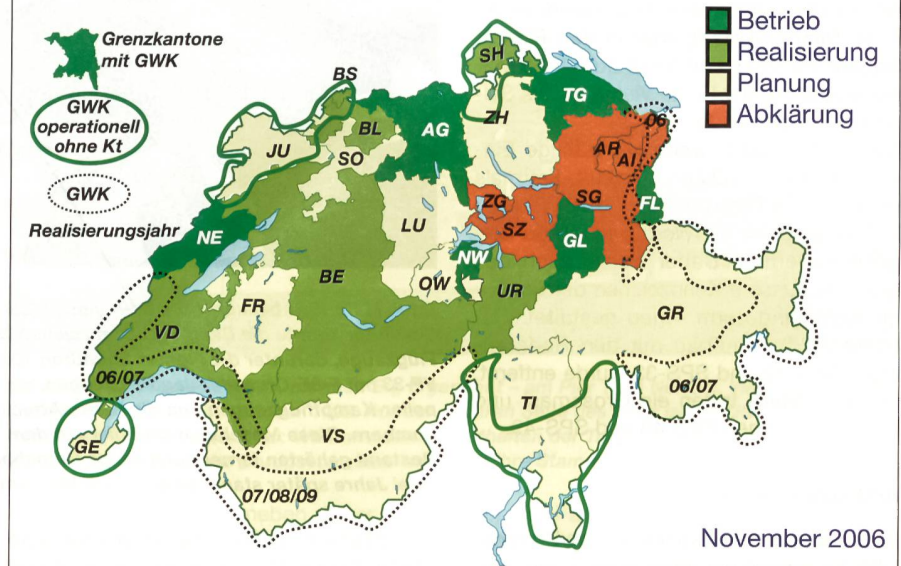 Grenzkantone
mit GWK
GWK
operationell
ohne Kt
GWK
Realisierungsjahr
Betrieb
Realisierung
Planung
Abklärung
SH
BS
TG
BL
AG
ZH
06
JU
SO
AR
AI
ZG
SG
FL
NE
LU
SZ
GL
NW
BE
OW
UR
FR
GR
VD
06/07
06/07
TI
GE
VS
07/08/09
November 2006